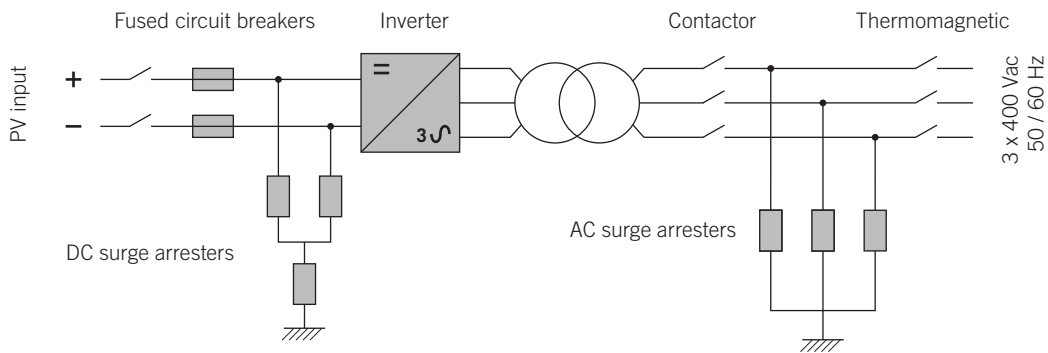 Fused circuit breakers
Inverter
Contactor
Thermomagnetic
PV input
+
−
=
3
3 x 400 Vac
50 / 60 Hz
DC surge arresters
AC surge arresters